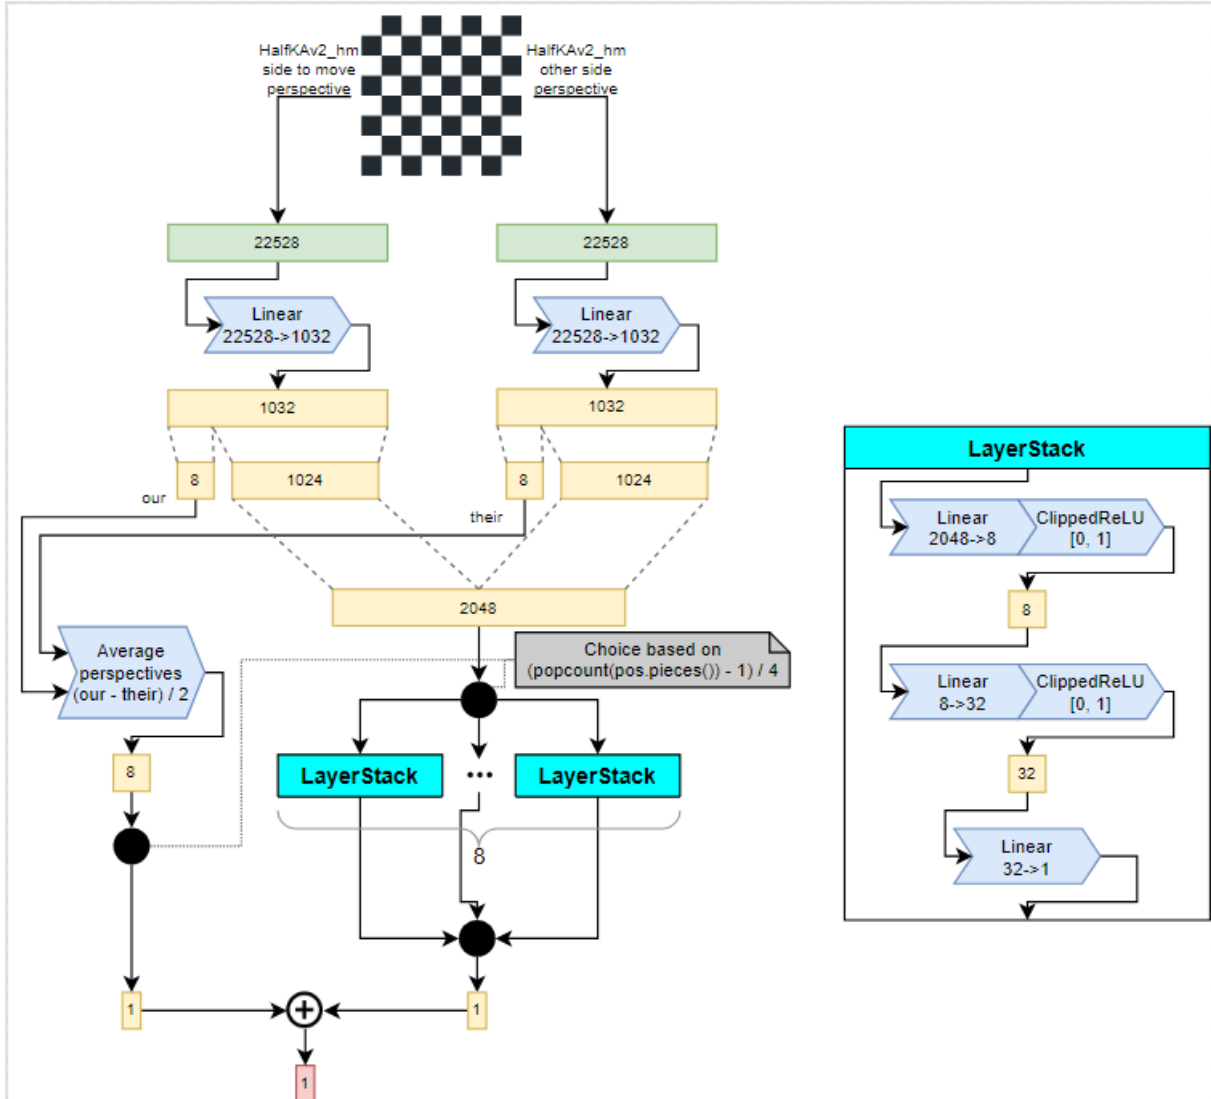 HalfKAv2_hm
side to move
perspective
HalfKAv2_hm
other side
perspective
22528
22528
Linear
22528->1032
Linear
22528->1032
1032
1032
8
1024
8
1024
our
their
2048
Average
perspectives
(our - their) / 2
Choice based on
(popcount(pos.pieces()) - 1) / 4
8
LayerStack
...
LayerStack
8
1
1
1
LayerStack
Linear
2048->8
ClippedReLU
[0, 1]
8
Linear
8->32
ClippedReLU
[0, 1]
32
Linear
32->1